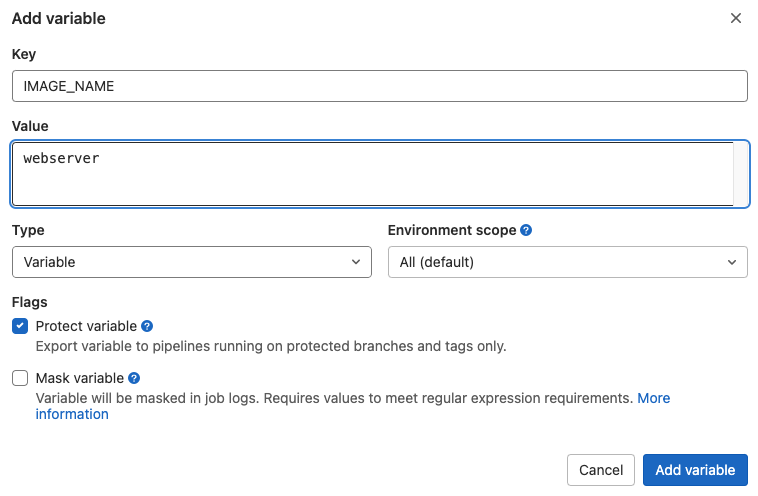 Add variable
Key
IMAGE_NAME
Value
webserver
Type
Environment scope
Variable
All (default)
Flags
Protect variable
Export variable to pipelines running on protected branches and tags only.
Mask variable
Variable will be masked in job logs. Requires values to meet regular expression requirements. More
information
Cancel
Add variable